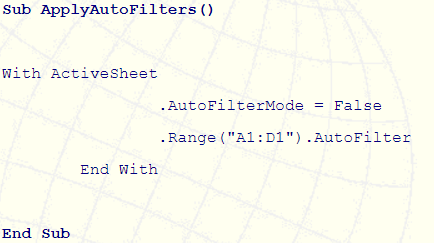 Sub ApplyAutoFilters()
With ActiveSheet
.AutoFilterMode = False
.Range("A1:D1").AutoFilter
End With
End Sub